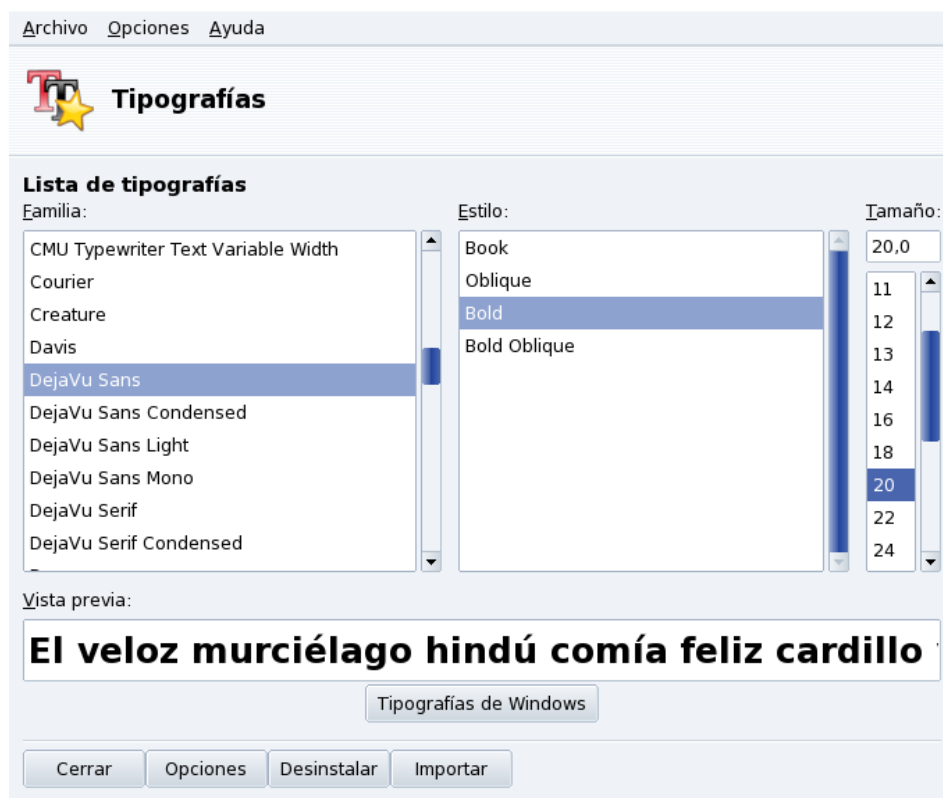 Archivo Opciones Ayuda
Tipografías
Lista de tipografías
Familia: Estilo: Tamaño:
20,0
CMU Typewriter Text Variable Width
Courier
Creature
Davis
DejaVu Sans
DejaVu Sans Condensed
DejaVu Sans Light
DejaVu Sans Mono
DejaVu Serif
DejaVu Serif Condensed
Book
Oblique
Bold
Bold Oblique
11
12
13
14
16
18
20
22
24
Vista previa:
El veloz murciélago hindú comía feliz cardillo
Tipografías de Windows
Cerrar Opciones Desinstalar Importar